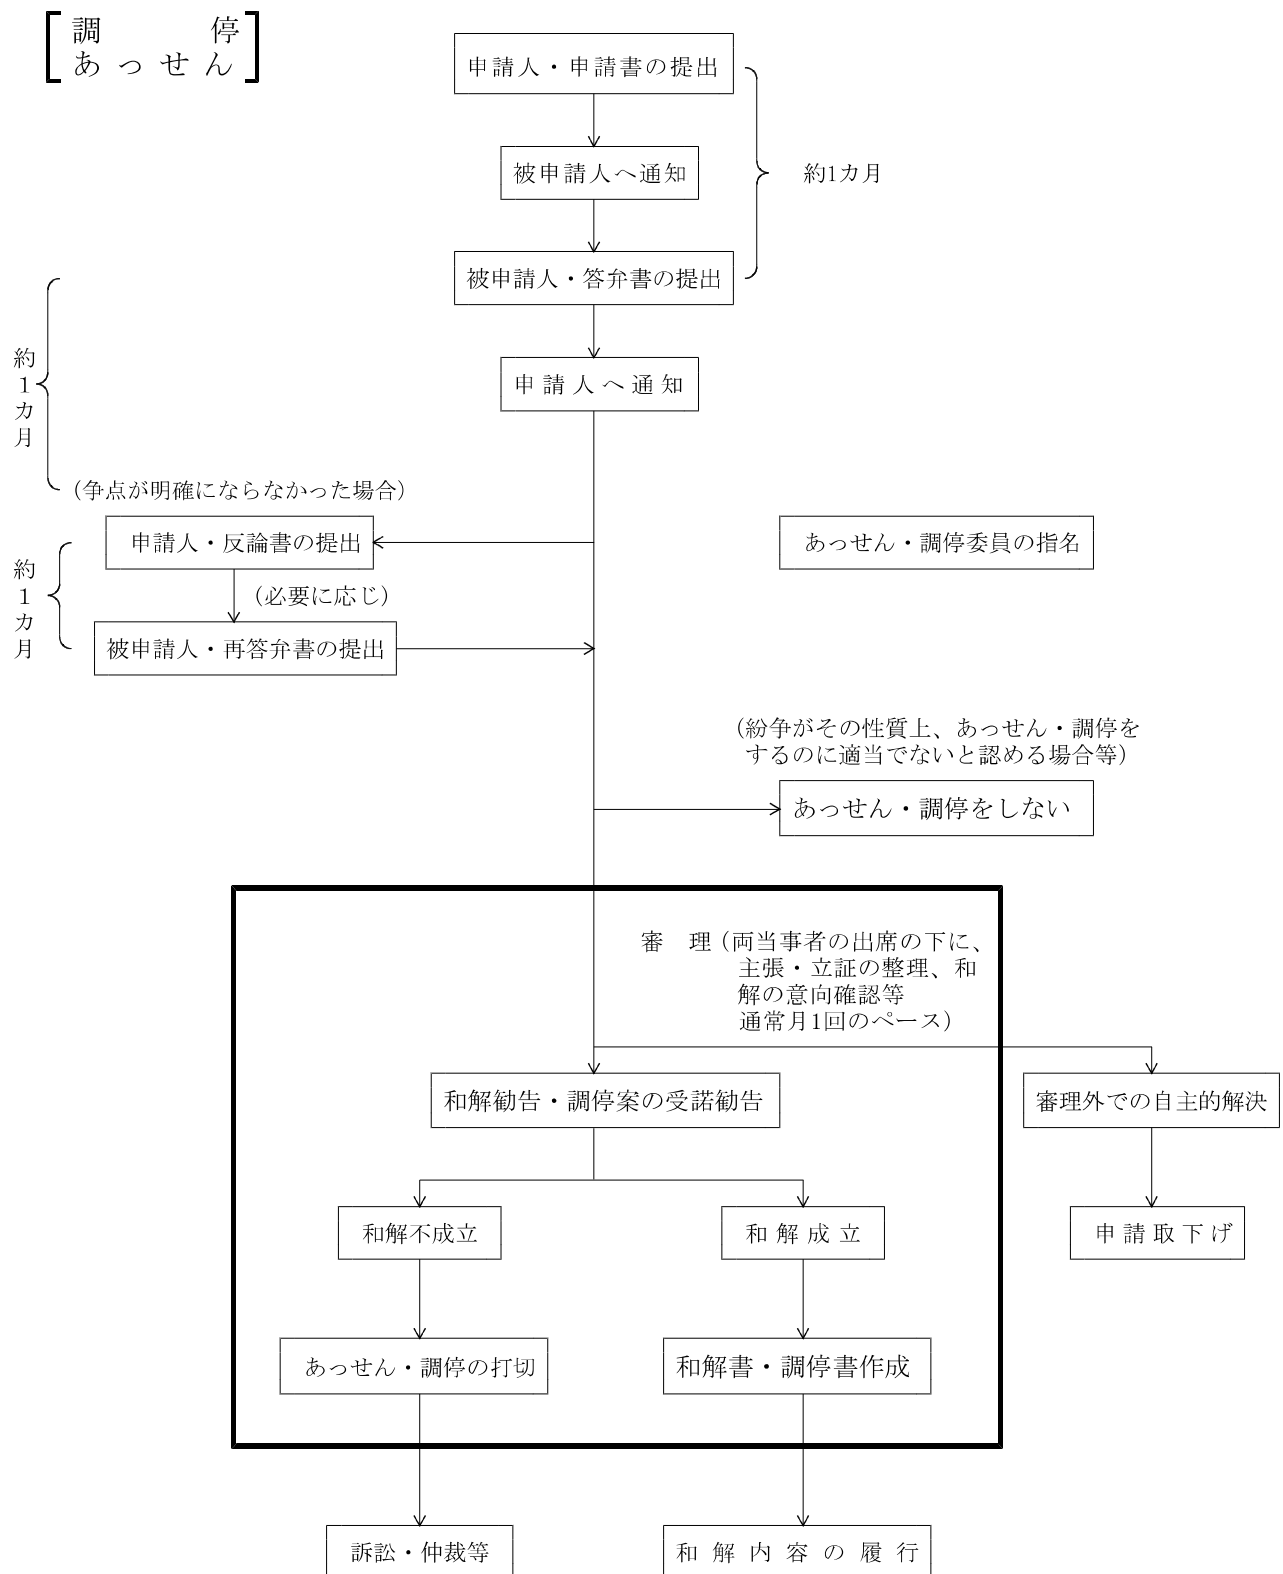 調　　　停
あっせん
申請人・申請書の提出
被申請人へ通知
約1カ月
被申請人・答弁書の提出
申請人へ通知
約1カ月
（争点が明確にならなかった場合）
申請人・反論書の提出
あっせん・調停委員の指名
約1カ月
（必要に応じ）
被申請人・再答弁書の提出
（紛争がその性質上、あっせん・調停を
するのに適当でないと認める場合等）
あっせん・調停をしない
審　理（両当事者の出席の下に、
主張・立証の整理、和
解の意向確認等
通常月1回のペース）
和解勧告・調停案の受諾勧告
審理外での自主的解決
和解不成立
和解成立
申請取下げ
あっせん・調停の打切
和解書・調停書作成
訴訟・仲裁等
和解内容の履行